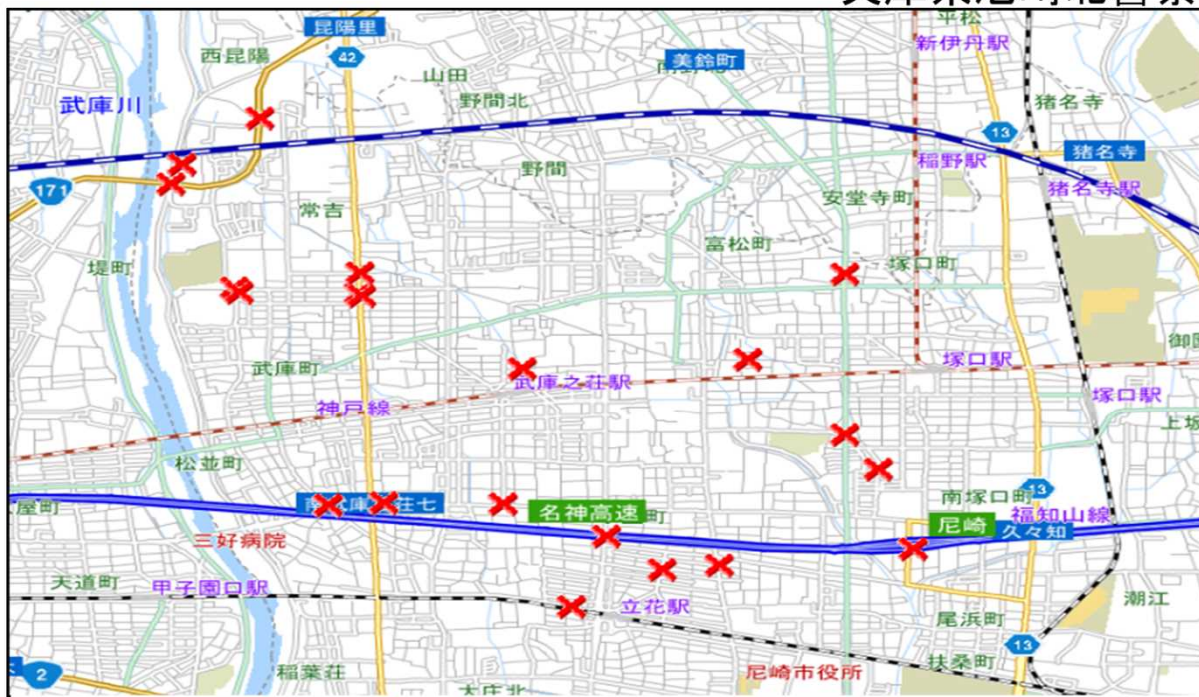 昆陽里
平松
西昆陽
42
新伊丹駅
美鈴町
山田
武庫川
野間北
猪名寺
13
猪名寺
稲野駅
野間
171
猪名寺駅
安堂寺町
常吉
富松町
堤町
塚口町
武庫町
武庫之荘駅
塚口駅
神戸線
塚口駅
松並町
南塚口町
13
名神高速
尼崎
福知山線
久々知
三好病院
天道町
甲子園口駅
立花駅
潮江
尾浜町
13
扶桑町
2
稲葉荘
尼崎市役所
大庄北